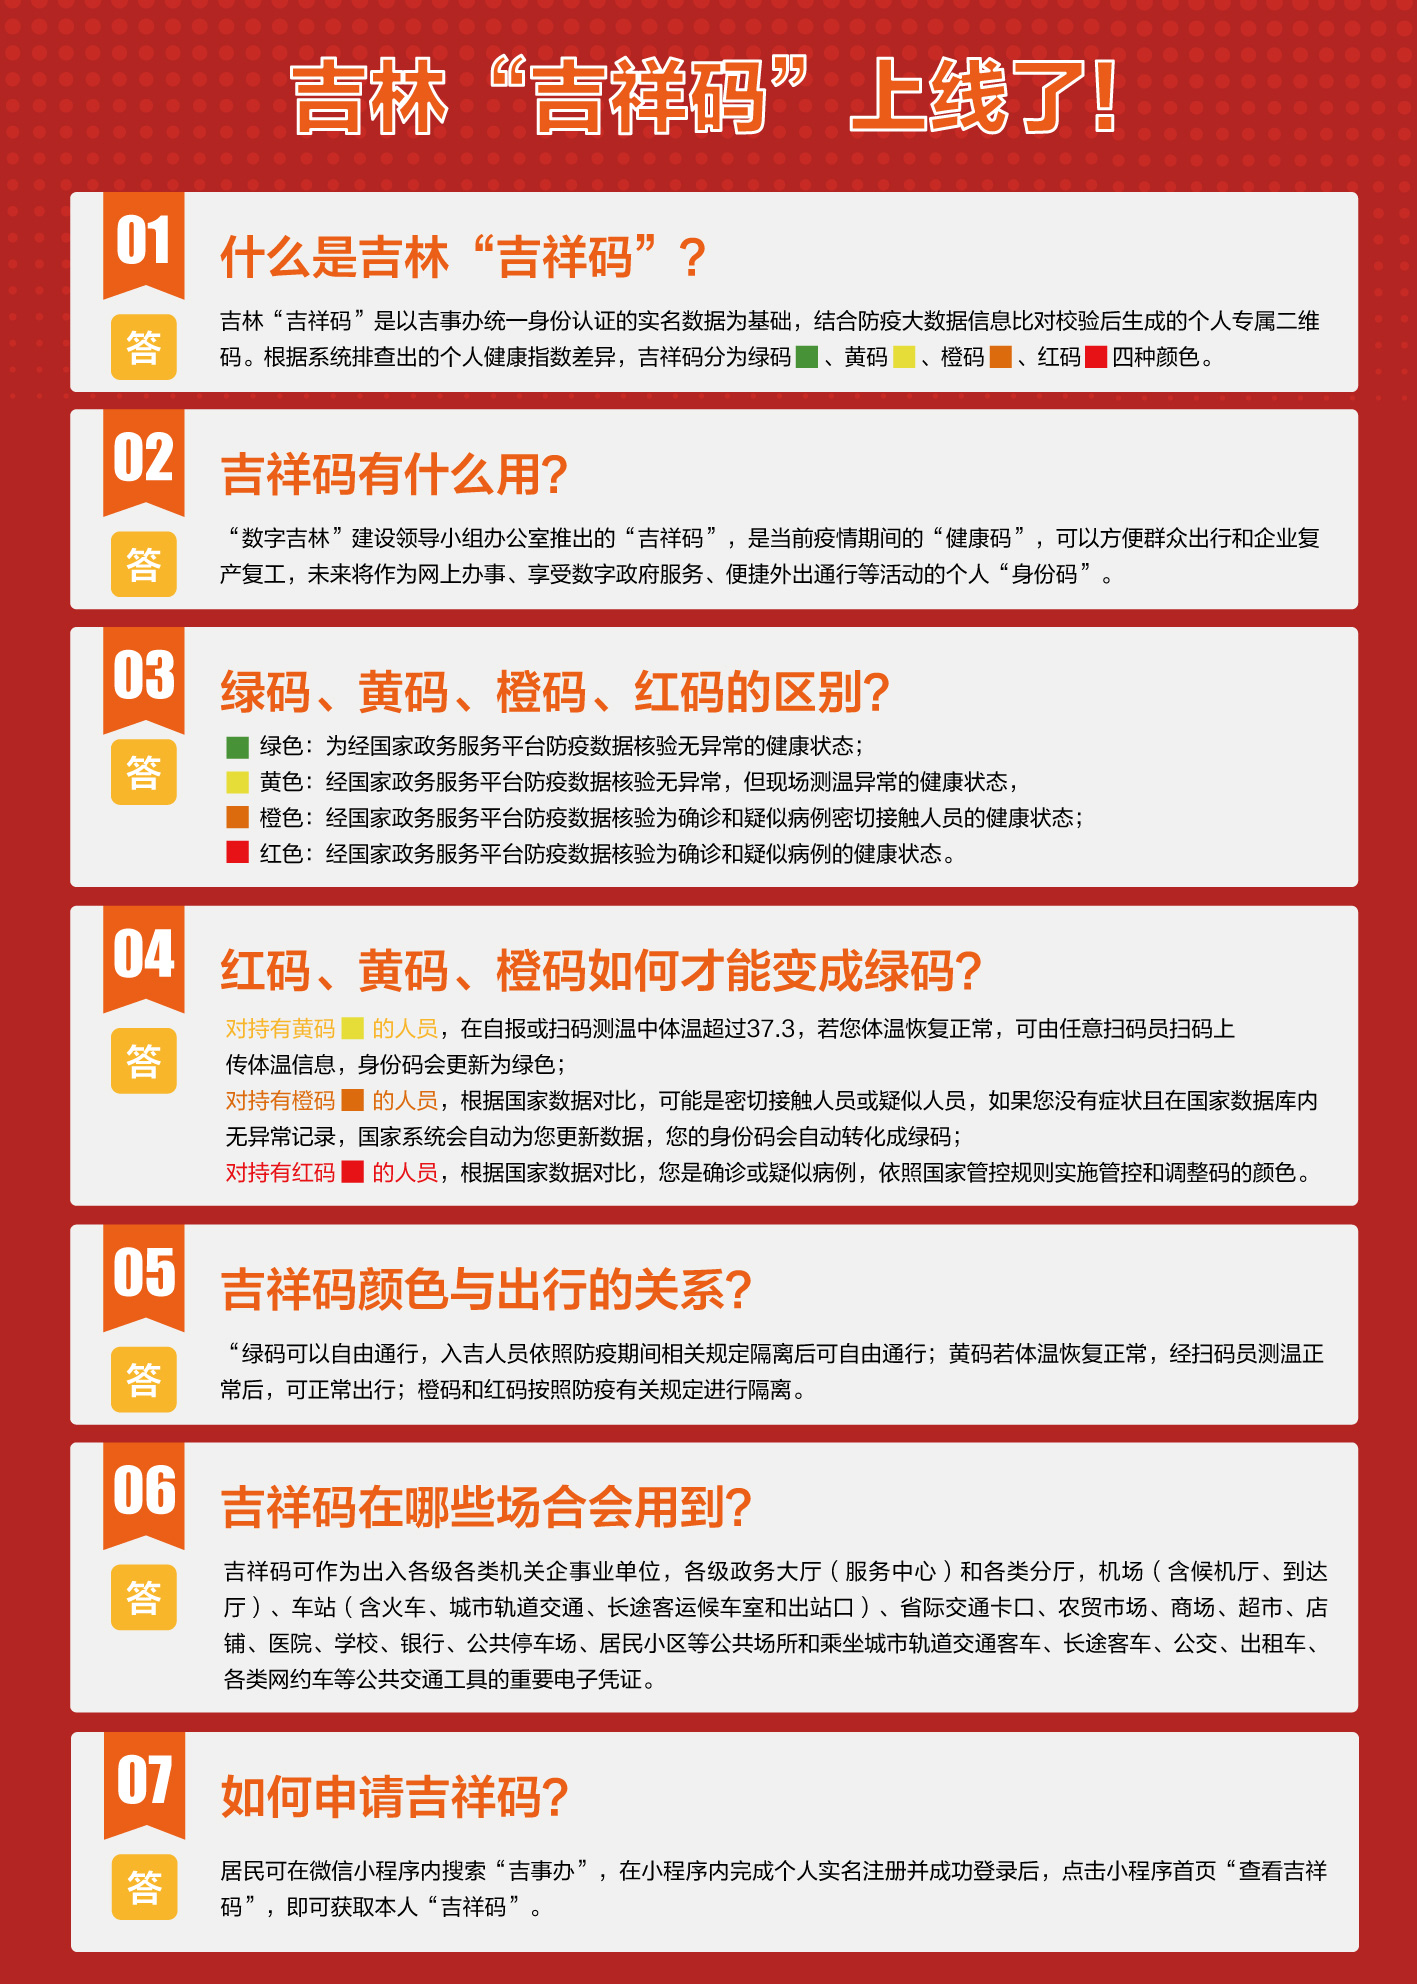 吉林“吉祥码”上线了!
01
什么是吉林“吉祥码”?
答
吉林“吉祥码”是以吉事办统一身份认证的实名数据为基础，结合防疫大数据信息比对校验后生成的个人专属二维
码。根据系统排查出的个人健康指数差异，吉祥码分为绿码、黄码、橙码、红码四种颜色。
02
吉祥码有什么用?
答
“数字吉林”建设领导小组办公室推出的“吉祥码”，是当前疫情期间的“健康码”，可以方便群众出行和企业复
产复工，未来将作为网上办事、享受数字政府服务、便捷外出通行等活动的个人“身份码”。
03
绿码、黄码、橙码、红码的区别?
答
绿色：为经国家政务服务平台防疫数据核验无异常的健康状态；
黄色：经国家政务服务平台防疫数据核验无异常，但现场测温异常的健康状态，
橙色：经国家政务服务平台防疫数据核验为确诊和疑似病例密切接触人员的健康状态；
红色：经国家政务服务平台防疫数据核验为确诊和疑似病例的健康状态。
04
红码、黄码、橙码如何才能变成绿码?
答
对持有黄码的人员，在自报或扫码测温中体温超过37.3，若您体温恢复正常，可由任意扫码员扫码上
传体温信息，身份码会更新为绿色；
对持有橙码的人员，根据国家数据对比，可能是密切接触人员或疑似人员，如果您没有症状且在国家数据库内
无异常记录，国家系统会自动为您更新数据，您的身份码会自动转化成绿码；
对持有红码的人员，根据国家数据对比，您是确诊或疑似病例，依照国家管控规则实施管控和调整码的颜色。
05
吉祥码颜色与出行的关系?
答
“绿码可以自由通行，入吉人员依照防疫期间相关规定隔离后可自由通行；黄码若体温恢复正常，经扫码员测温正
常后，可正常出行；橙码和红码按照防疫有关规定进行隔离。
06
吉祥码在哪些场合会用到?
答
吉祥码可作为出入各级各类机关企事业单位，各级政务大厅（服务中心）和各类分厅，机场（含候机厅、到达
厅）、车站（含火车、城市轨道交通、长途客运候车室和出站口）、省际交通卡口、农贸市场、商场、超市、店
铺、医院、学校、银行、公共停车场、居民小区等公共场所和乘坐城市轨道交通客车、长途客车、公交、出租车、
各类网约车等公共交通工具的重要电子凭证。
07
如何申请吉祥码?
答
居民可在微信小程序内搜索“吉事办”，在小程序内完成个人实名注册并成功登录后，点击小程序首页“查看吉祥
码”，即可获取本人“吉祥码”。